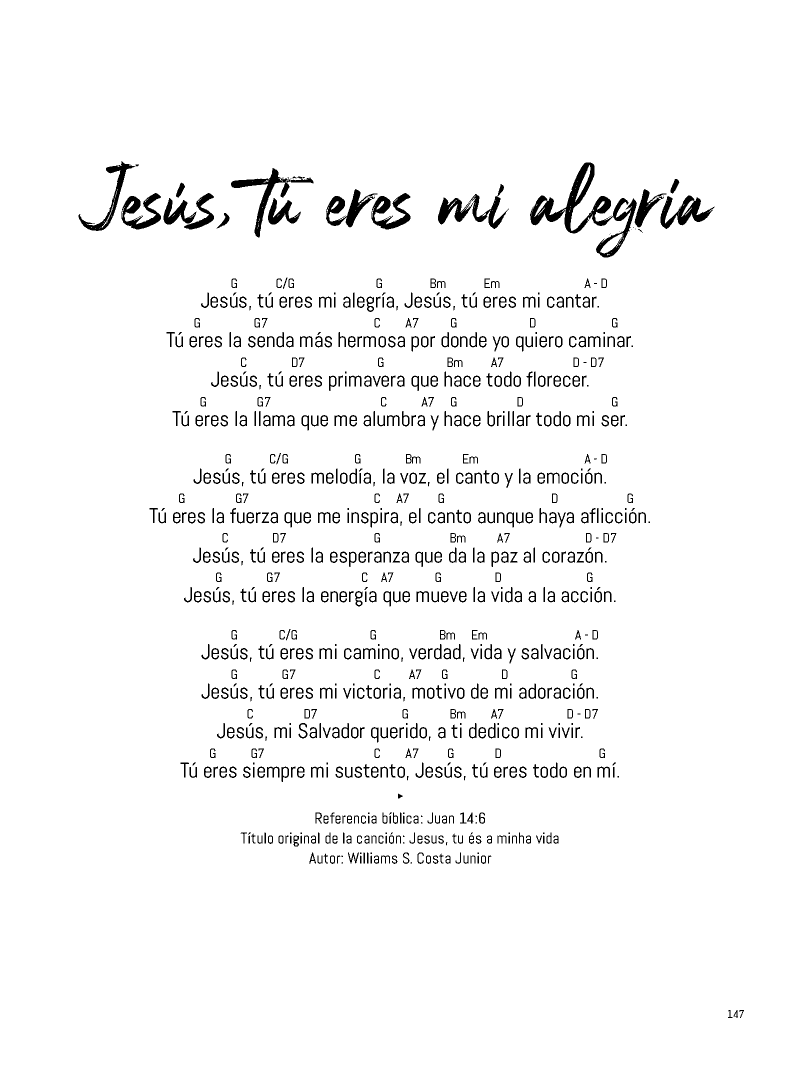 Jesús, Tú eres mi alegría
G C/G G Bm Em A - D
Jesús, tú eres mi alegría, Jesús, tú eres mi cantar.
G G7 C A7 G D G
Tú eres la senda más hermosa por donde yo quiero caminar.
C D7 G Bm A7 D - D7
Jesús, tú eres primavera que hace todo florecer.
G G7 C A7 G D G
Tú eres la llama que me alumbra y hace brillar todo mi ser.
G C/G G Bm Em A - D
Jesús, tú eres melodía, la voz, el canto y la emoción.
G G7 C A7 G D G
Tú eres la fuerza que me inspira, el canto aunque haya aflicción.
C D7 G Bm A7 D - D7
Jesús, tú eres la esperanza que da la paz al corazón.
G G7 C A7 G D G
Jesús, tú eres la energía que mueve la vida a la acción.
G C/G G Bm Em A - D
Jesús, tú eres mi camino, verdad, vida y salvación.
G G7 C A7 G D G
Jesús, tú eres mi victoria, motivo de mi adoración.
C D7 G Bm A7 D - D7
Jesús, mi Salvador querido, a ti dedico mi vivir.
G G7 C A7 G D G
Tú eres siempre mi sustento, Jesús, tú eres todo en mí.
Referencia bíblica: Juan 14:6
Título original de la canción: Jesus, tu és a minha vida
Autor: Williams S. Costa Junior
147